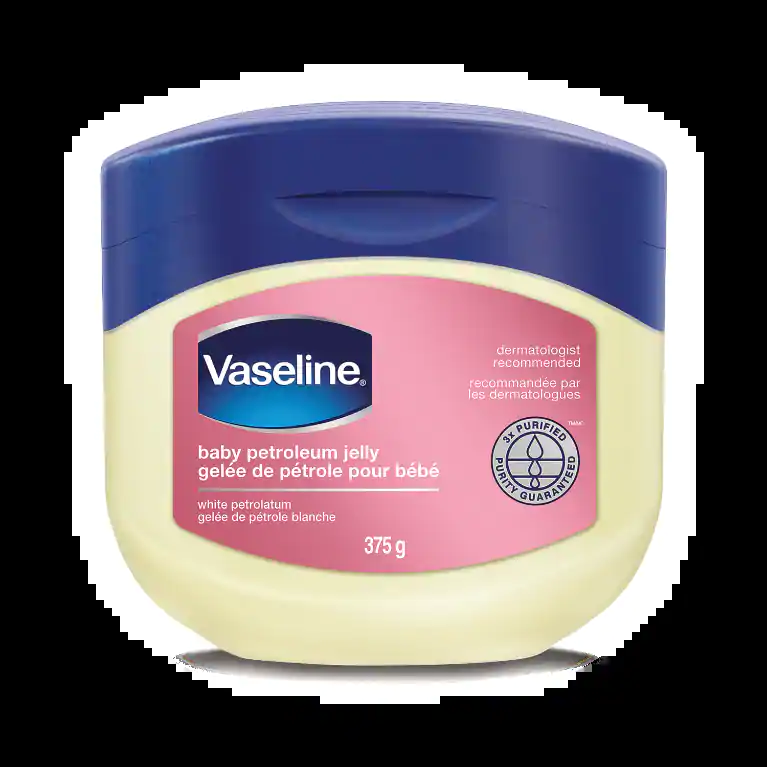 Vaseline®
baby petroleum jelly
gelée de pétrole pour bébé
white petrolatum
gelée de pétrole blanche
375 g
dermatologist
recommended
recommandée par
les dermatologues
3x PURIFIED
PURITY GUARANTEED